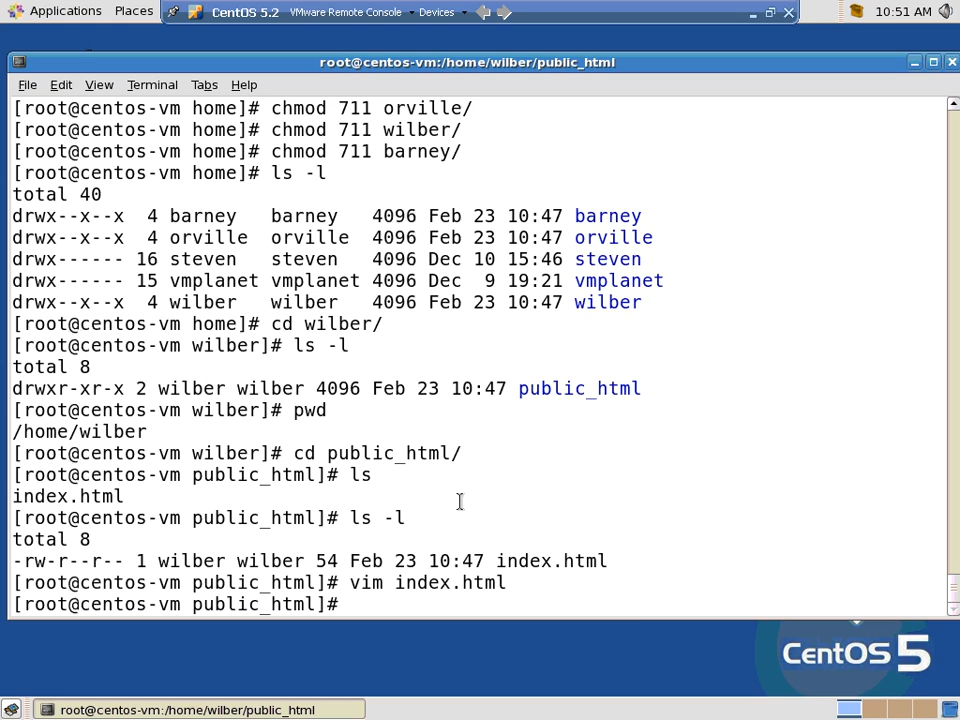 Applications Places CentOS 5.2 VMware Remote Console Devices 10:51 AM
root@centos-vm:/home/wilber/public_html
File Edit View Terminal Tabs Help
[root@centos-vm home]# chmod 711 orville/
[root@centos-vm home]# chmod 711 wilber/
[root@centos-vm home]# chmod 711 barney/
[root@centos-vm home]# ls -l
total 40
drwx--x--x  4 barney   barney   4096 Feb 23 10:47 barney
drwx--x--x  4 orville  orville  4096 Feb 23 10:47 orville
drwx------ 16 steven   steven   4096 Dec 10 15:46 steven
drwx------ 15 vmplanet vmplanet 4096 Dec  9 19:21 vmplanet
drwx--x--x  4 wilber   wilber   4096 Feb 23 10:47 wilber
[root@centos-vm home]# cd wilber/
[root@centos-vm wilber]# ls -l
total 8
drwxr-xr-x 2 wilber wilber 4096 Feb 23 10:47 public_html
[root@centos-vm wilber]# pwd
/home/wilber
[root@centos-vm wilber]# cd public_html/
[root@centos-vm public_html]# ls
index.html
[root@centos-vm public_html]# ls -l
total 8
-rw-r--r-- 1 wilber wilber 54 Feb 23 10:47 index.html
[root@centos-vm public_html]# vim index.html
[root@centos-vm public_html]#
CentOS 5
root@centos-vm:/home/wilber/public_html